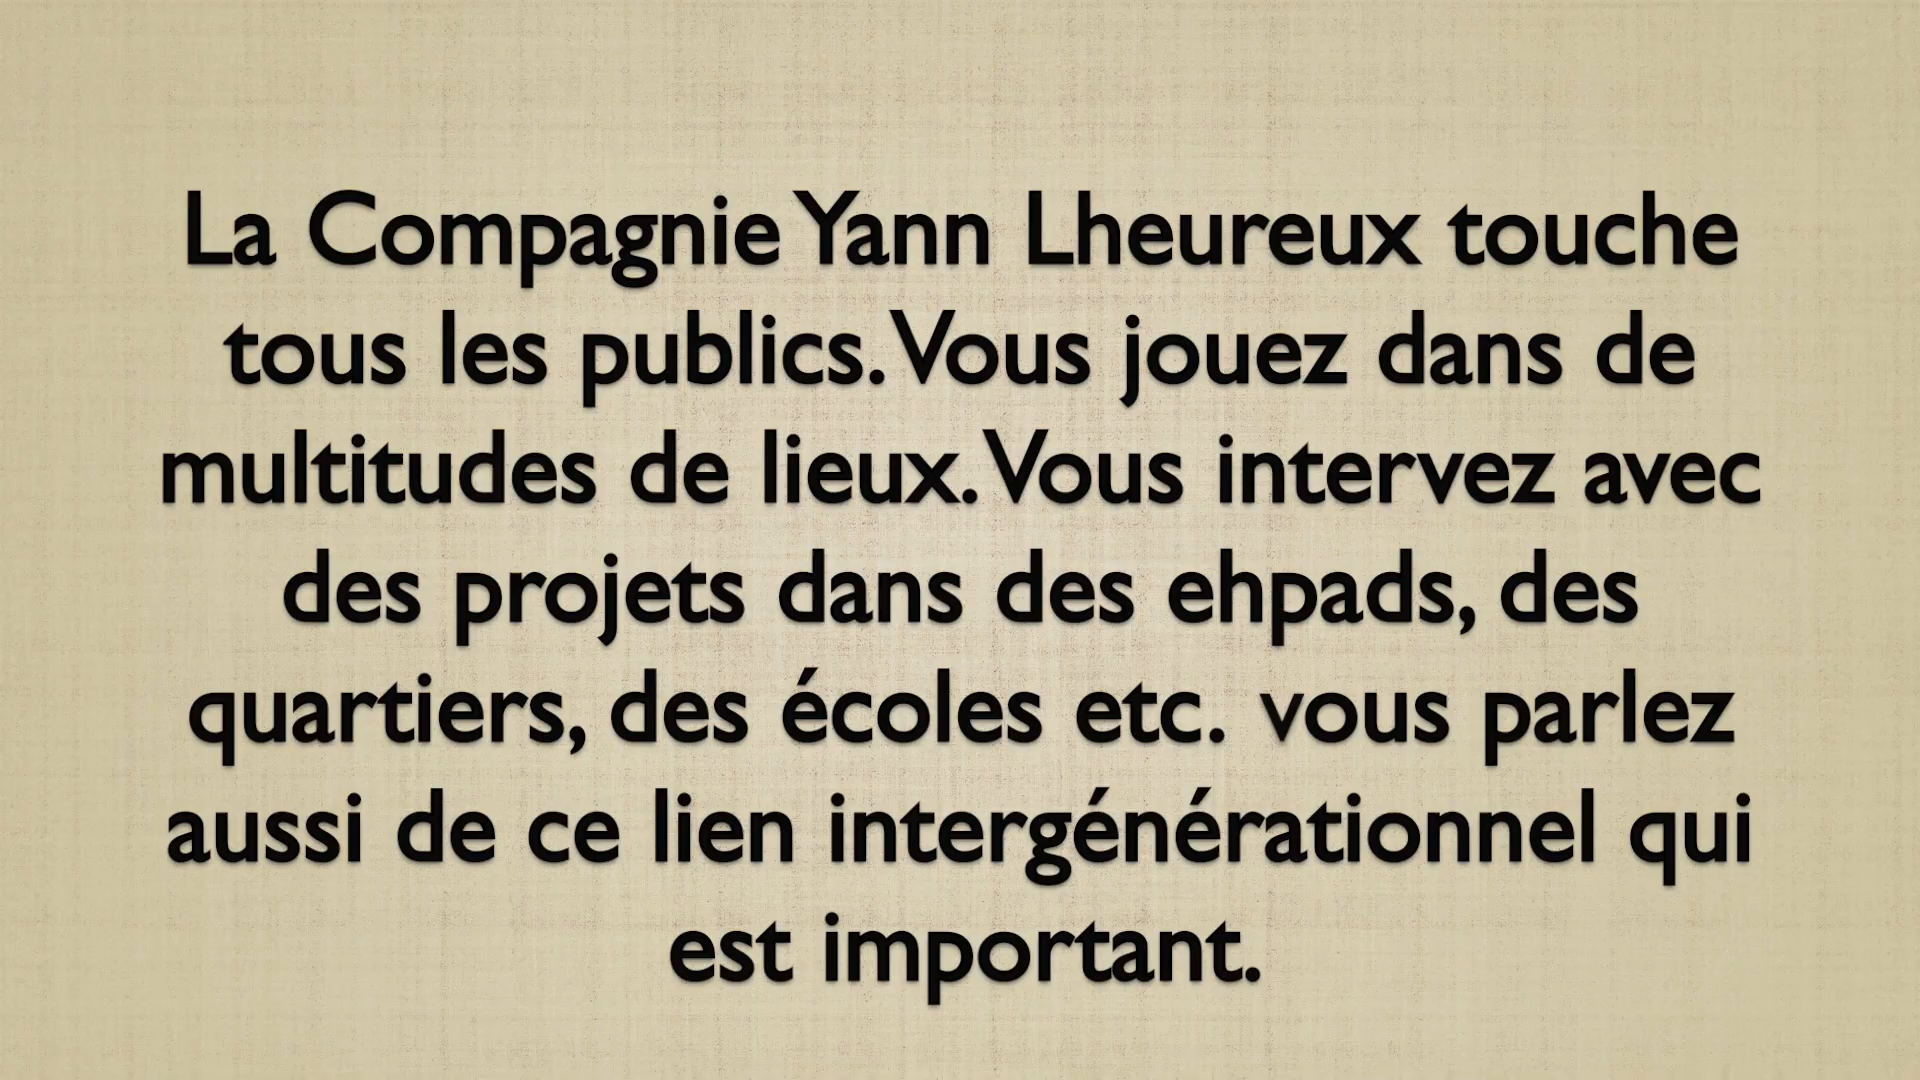 La Compagnie Yann Lheureux touche
tous les publics. Vous jouez dans de
multitudes de lieux. Vous intervez avec
des projets dans des ehpads, des
quartiers, des écoles etc. vous parlez
aussi de ce lien intergénérationnel qui
est important.